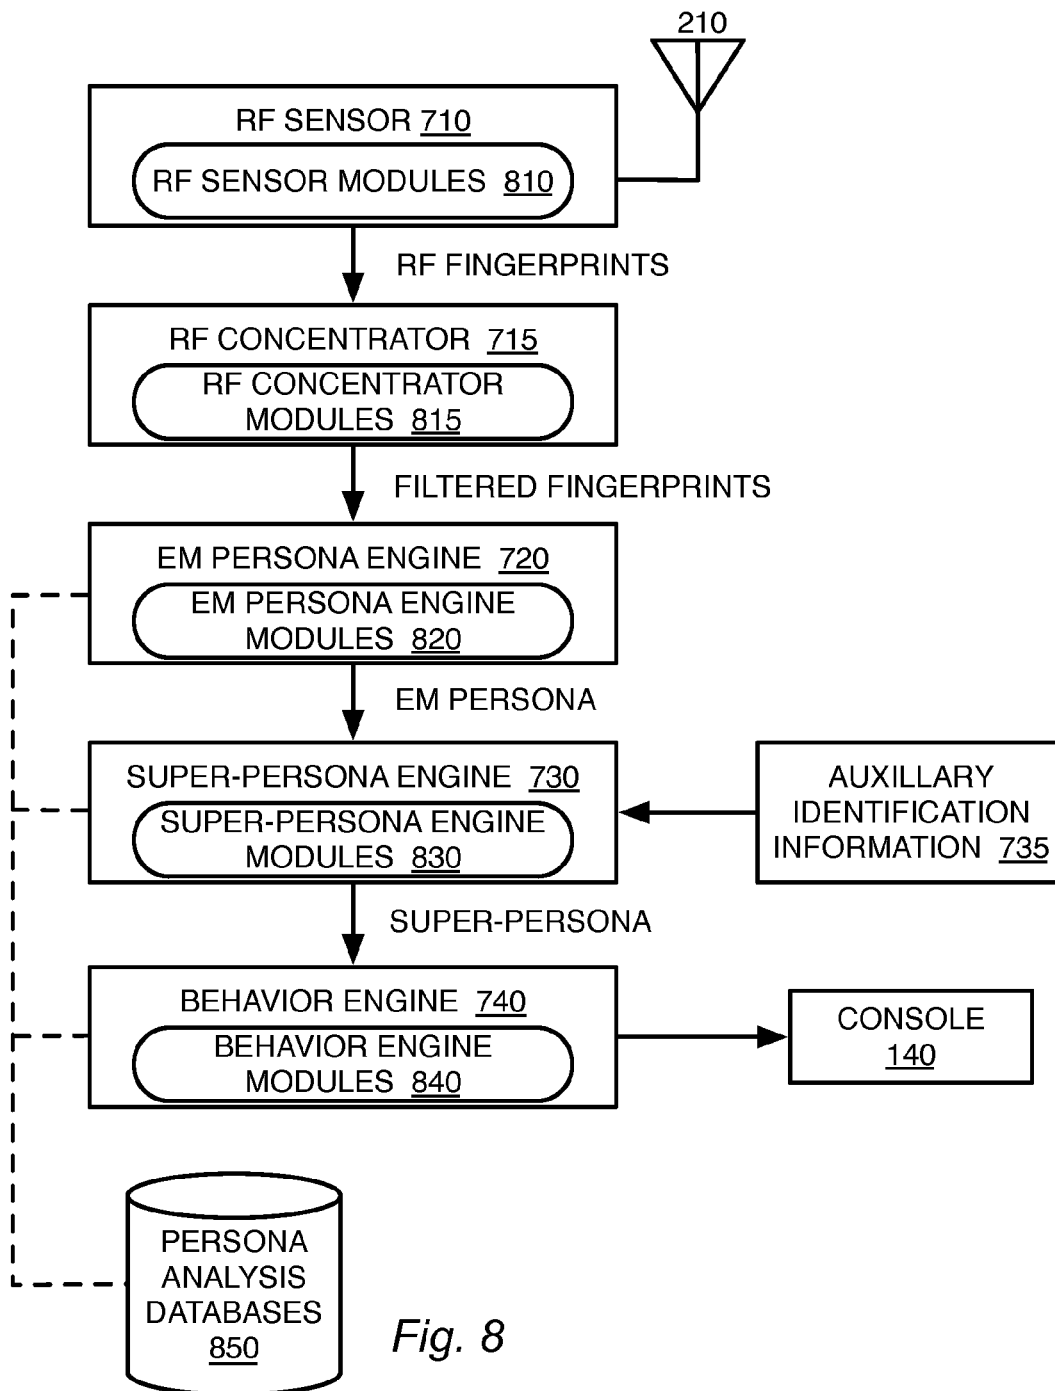 210
RF SENSOR 710
RF SENSOR MODULES 810
RF FINGERPRINTS
RF CONCENTRATOR 715
RF CONCENTRATOR
MODULES 815
FILTERED FINGERPRINTS
EM PERSONA ENGINE 720
EM PERSONA ENGINE
MODULES 820
EM PERSONA
SUPER-PERSONA ENGINE 730
SUPER-PERSONA ENGINE
MODULES 830
AUXILLARY
IDENTIFICATION
INFORMATION 735
SUPER-PERSONA
BEHAVIOR ENGINE 740
BEHAVIOR ENGINE
MODULES 840
CONSOLE
140
PERSONA
ANALYSIS
DATABASES
850
Fig. 8